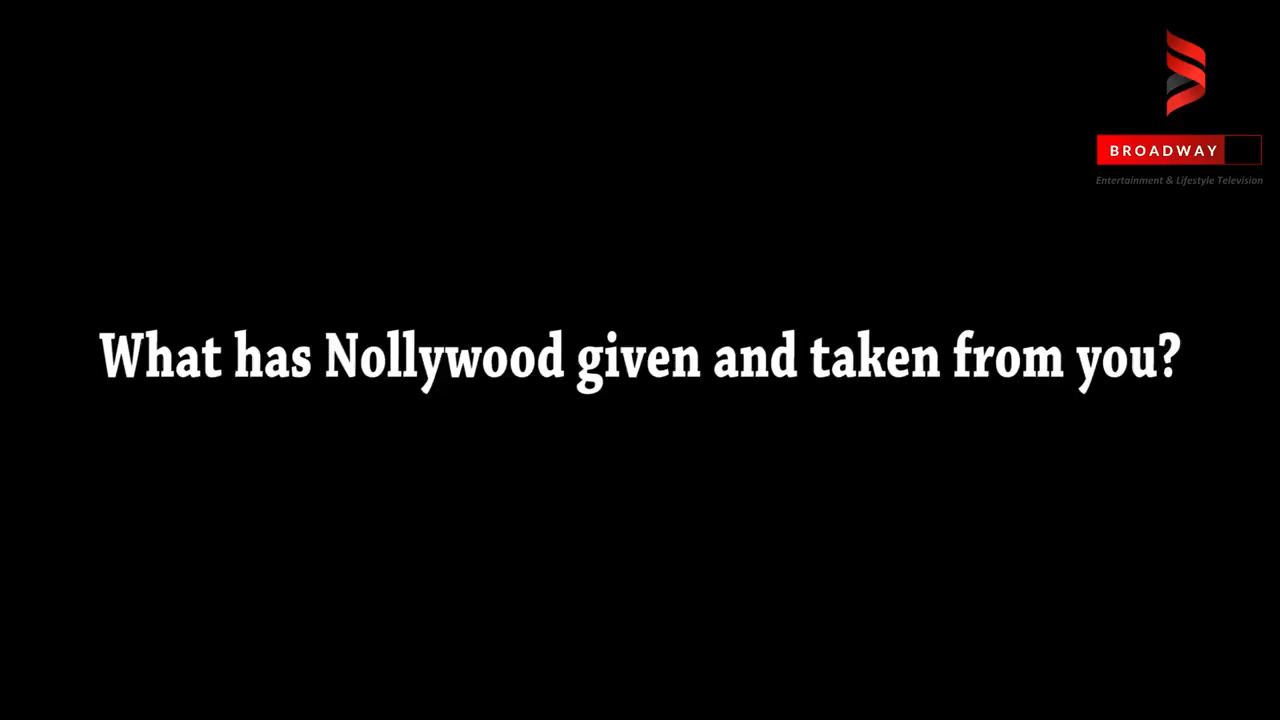 BROADWAY
Entertainment & Lifestyle Television
What has Nollywood given and taken from you?